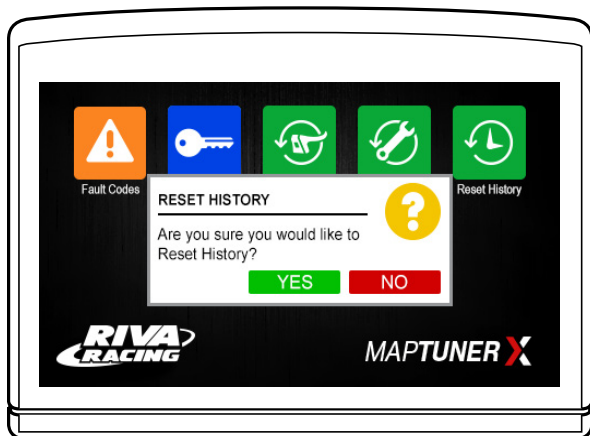 Fault Codes
Reset History
RESET HISTORY
Are you sure you would like to
Reset History?
YES NO
RIVA
RACING
MAPTUNER X